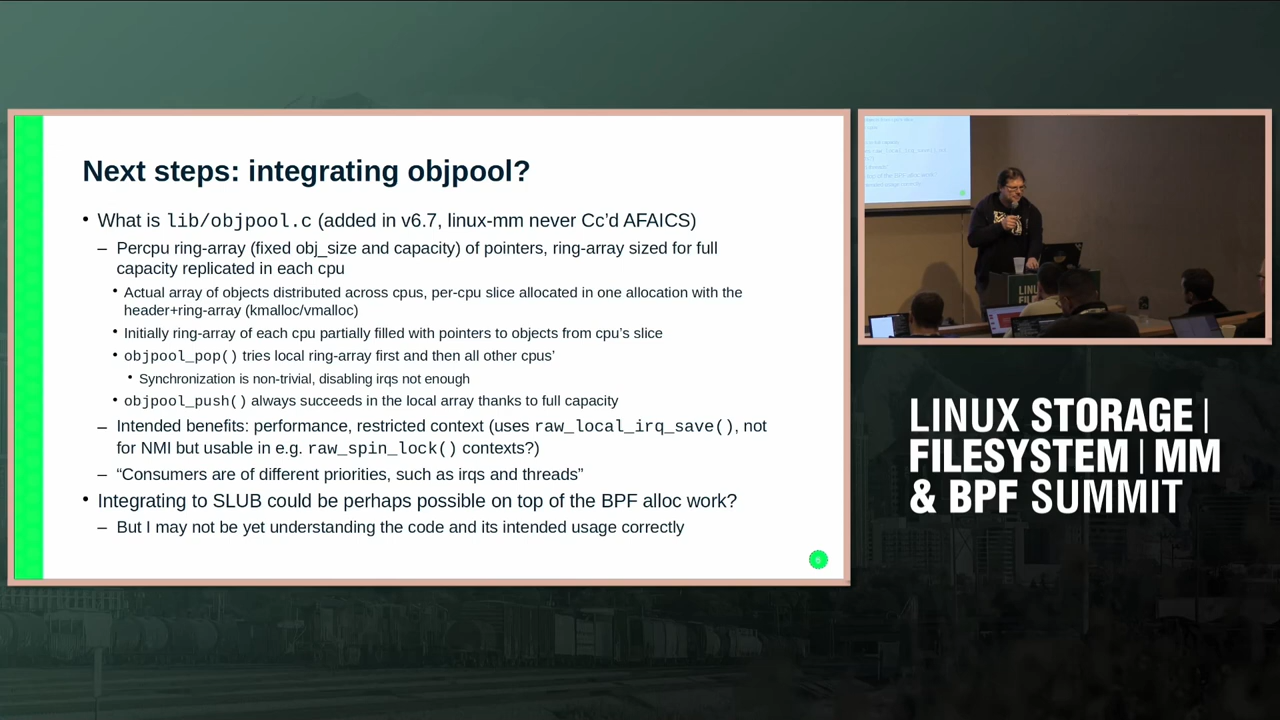 Next steps: integrating objpool?
• What is lib/objpool.c (added in v6.7, linux-mm never Cc'd AFAICS)
– Percpu ring-array (fixed obj_size and capacity) of pointers, ring-array sized for full
capacity replicated in each cpu
• Actual array of objects distributed across cpus, per-cpu slice allocated in one allocation with the
header+ring-array (kmalloc/vmalloc)
• Initially ring-array of each cpu partially filled with pointers to objects from cpu's slice
• objpool_pop() tries local ring-array first and then all other cpus'
• Synchronization is non-trivial, disabling irqs not enough
• objpool_push() always succeeds in the local array thanks to full capacity
– Intended benefits: performance, restricted context (uses raw_local_irq_save(), not
for NMI but usable in e.g. raw_spin_lock() contexts?)
– “Consumers are of different priorities, such as irqs and threads”
• Integrating to SLUB could be perhaps possible on top of the BPF alloc work?
– But I may not be yet understanding the code and its intended usage correctly
6
LINUX STORAGE |
FILESYSTEM | MM
& BPF SUMMIT